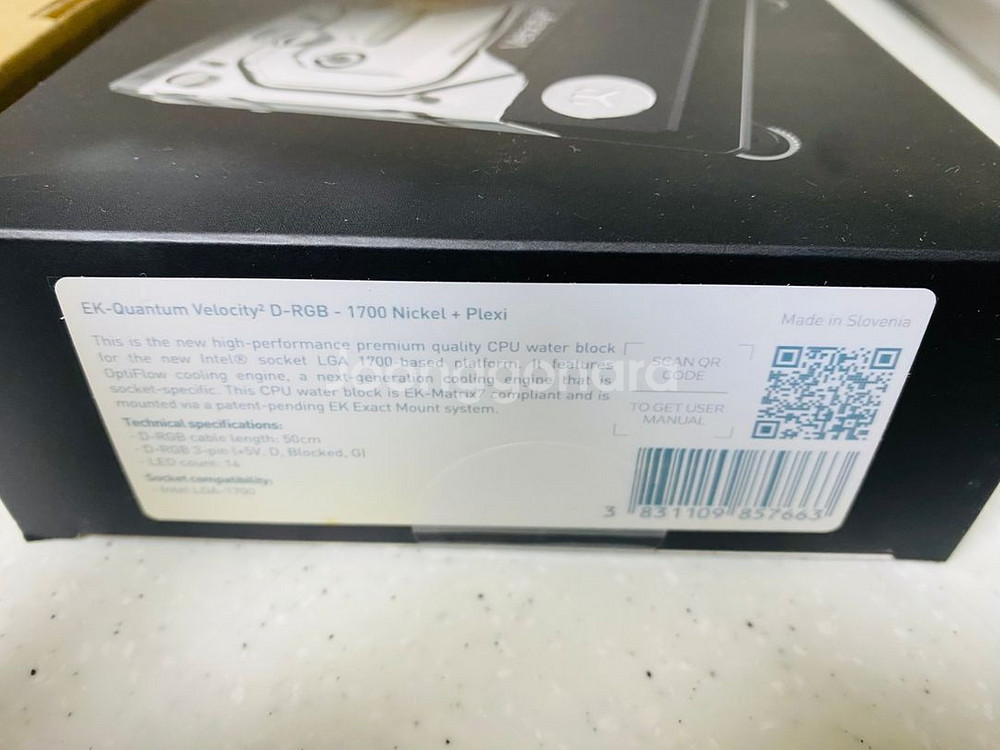 EK-Quantum Velocity² D-RGB - 1700 Nickel + Plexi
Made in Slovenia
This is the new high-performance premium quality CPU water block
for the new Intel® socket LGA 1700 based platform. It features
OptiFlow cooling engine, a next-generation cooling engine that is
socket-specific. This CPU water block is EK-Matrix7 compliant and is
mounted via a patent-pending EK Exact Mount system.
Technical specifications:
- D-RGB cable length: 50cm
- D-RGB 3-pin (+5V, D, Blocked, G)
- LED count: 14
Socket compatibility:
- Intel LGA-1700
SCAN QR
CODE
TO GET USER
MANUAL
3 831109 857663